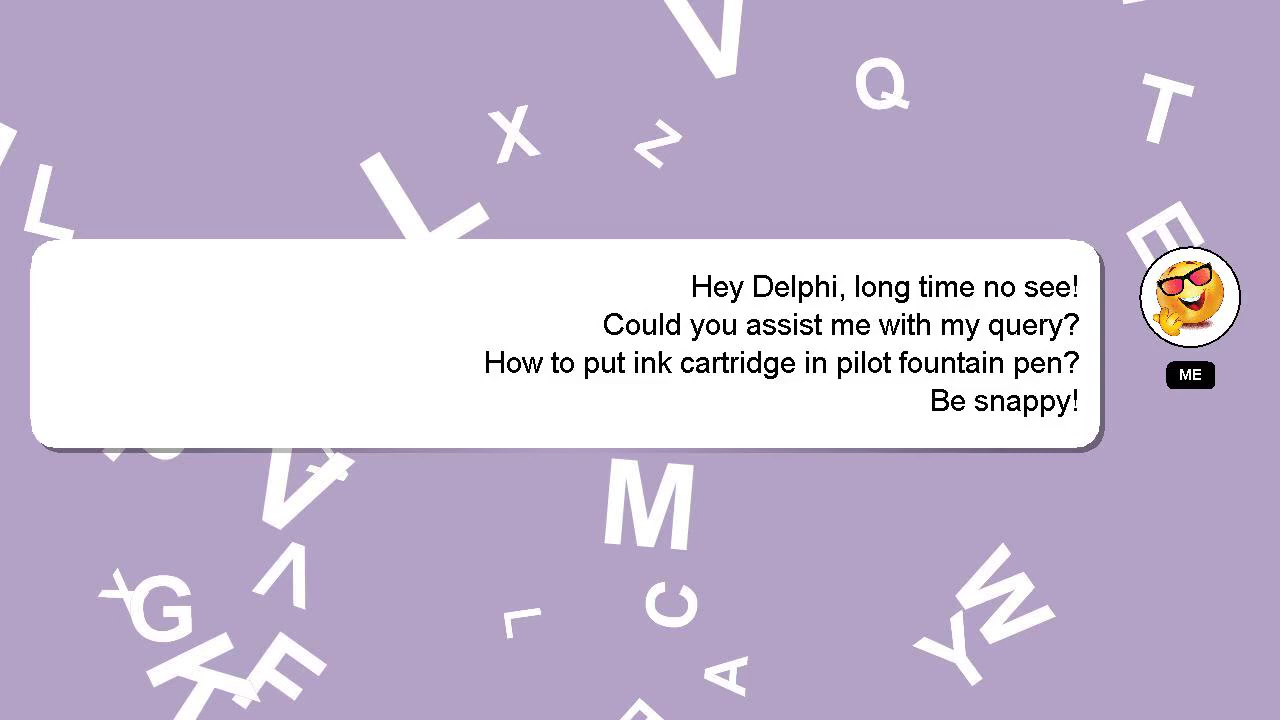 Hey Delphi, long time no see!
Could you assist me with my query?
How to put ink cartridge in pilot fountain pen?
Be snappy!
ME
V
Q
X
Z
T
L
L
E
V
M
G
X
V
K
F
L
C
A
W
Y